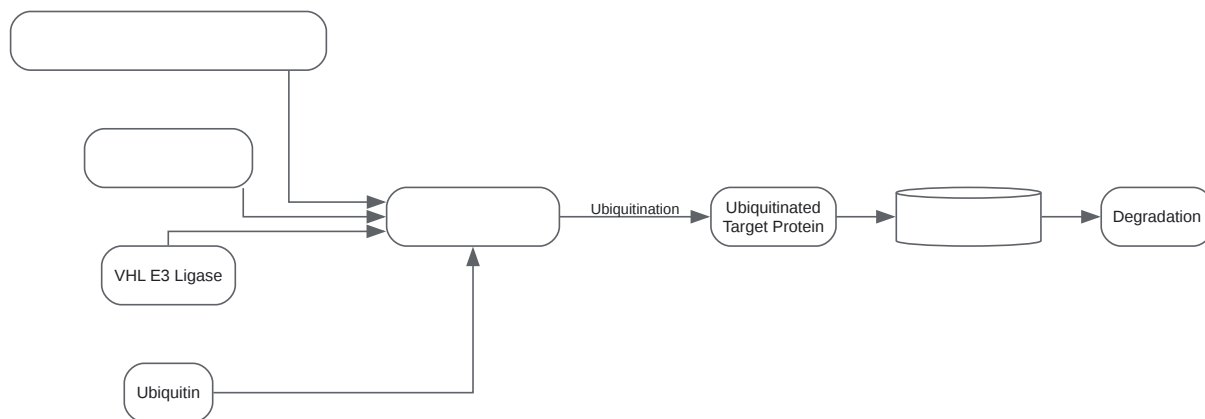 Ubiquitination
Ubiquitinated
Target Protein
Degradation
VHL E3 Ligase
Ubiquitin